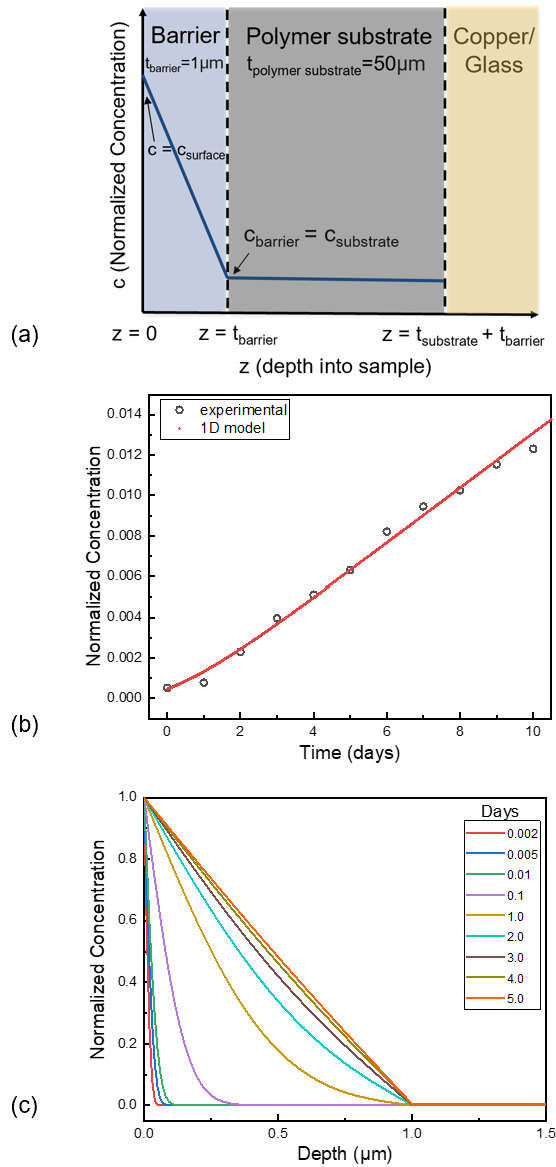 Barrier Polymer substrate Copper/
t_barrier=1μm t_polymer substrate=50μm Glass
c = c_surface
c_barrier = c_substrate
c (Normalized Concentration)
(a)
z = 0 z = t_barrier z = t_substrate + t_barrier
z (depth into sample)
experimental
1D model
0.014
0.012
0.010
0.008
0.006
0.004
0.002
0.000
Normalized Concentration
0 2 4 6 8 10
(b)
Time (days)
1.0
0.8
0.6
0.4
0.2
0.0
Normalized Concentration
Days
0.002
0.005
0.01
0.1
1.0
2.0
3.0
4.0
5.0
(c)
0.0 0.5 1.0 1.5
Depth (μm)